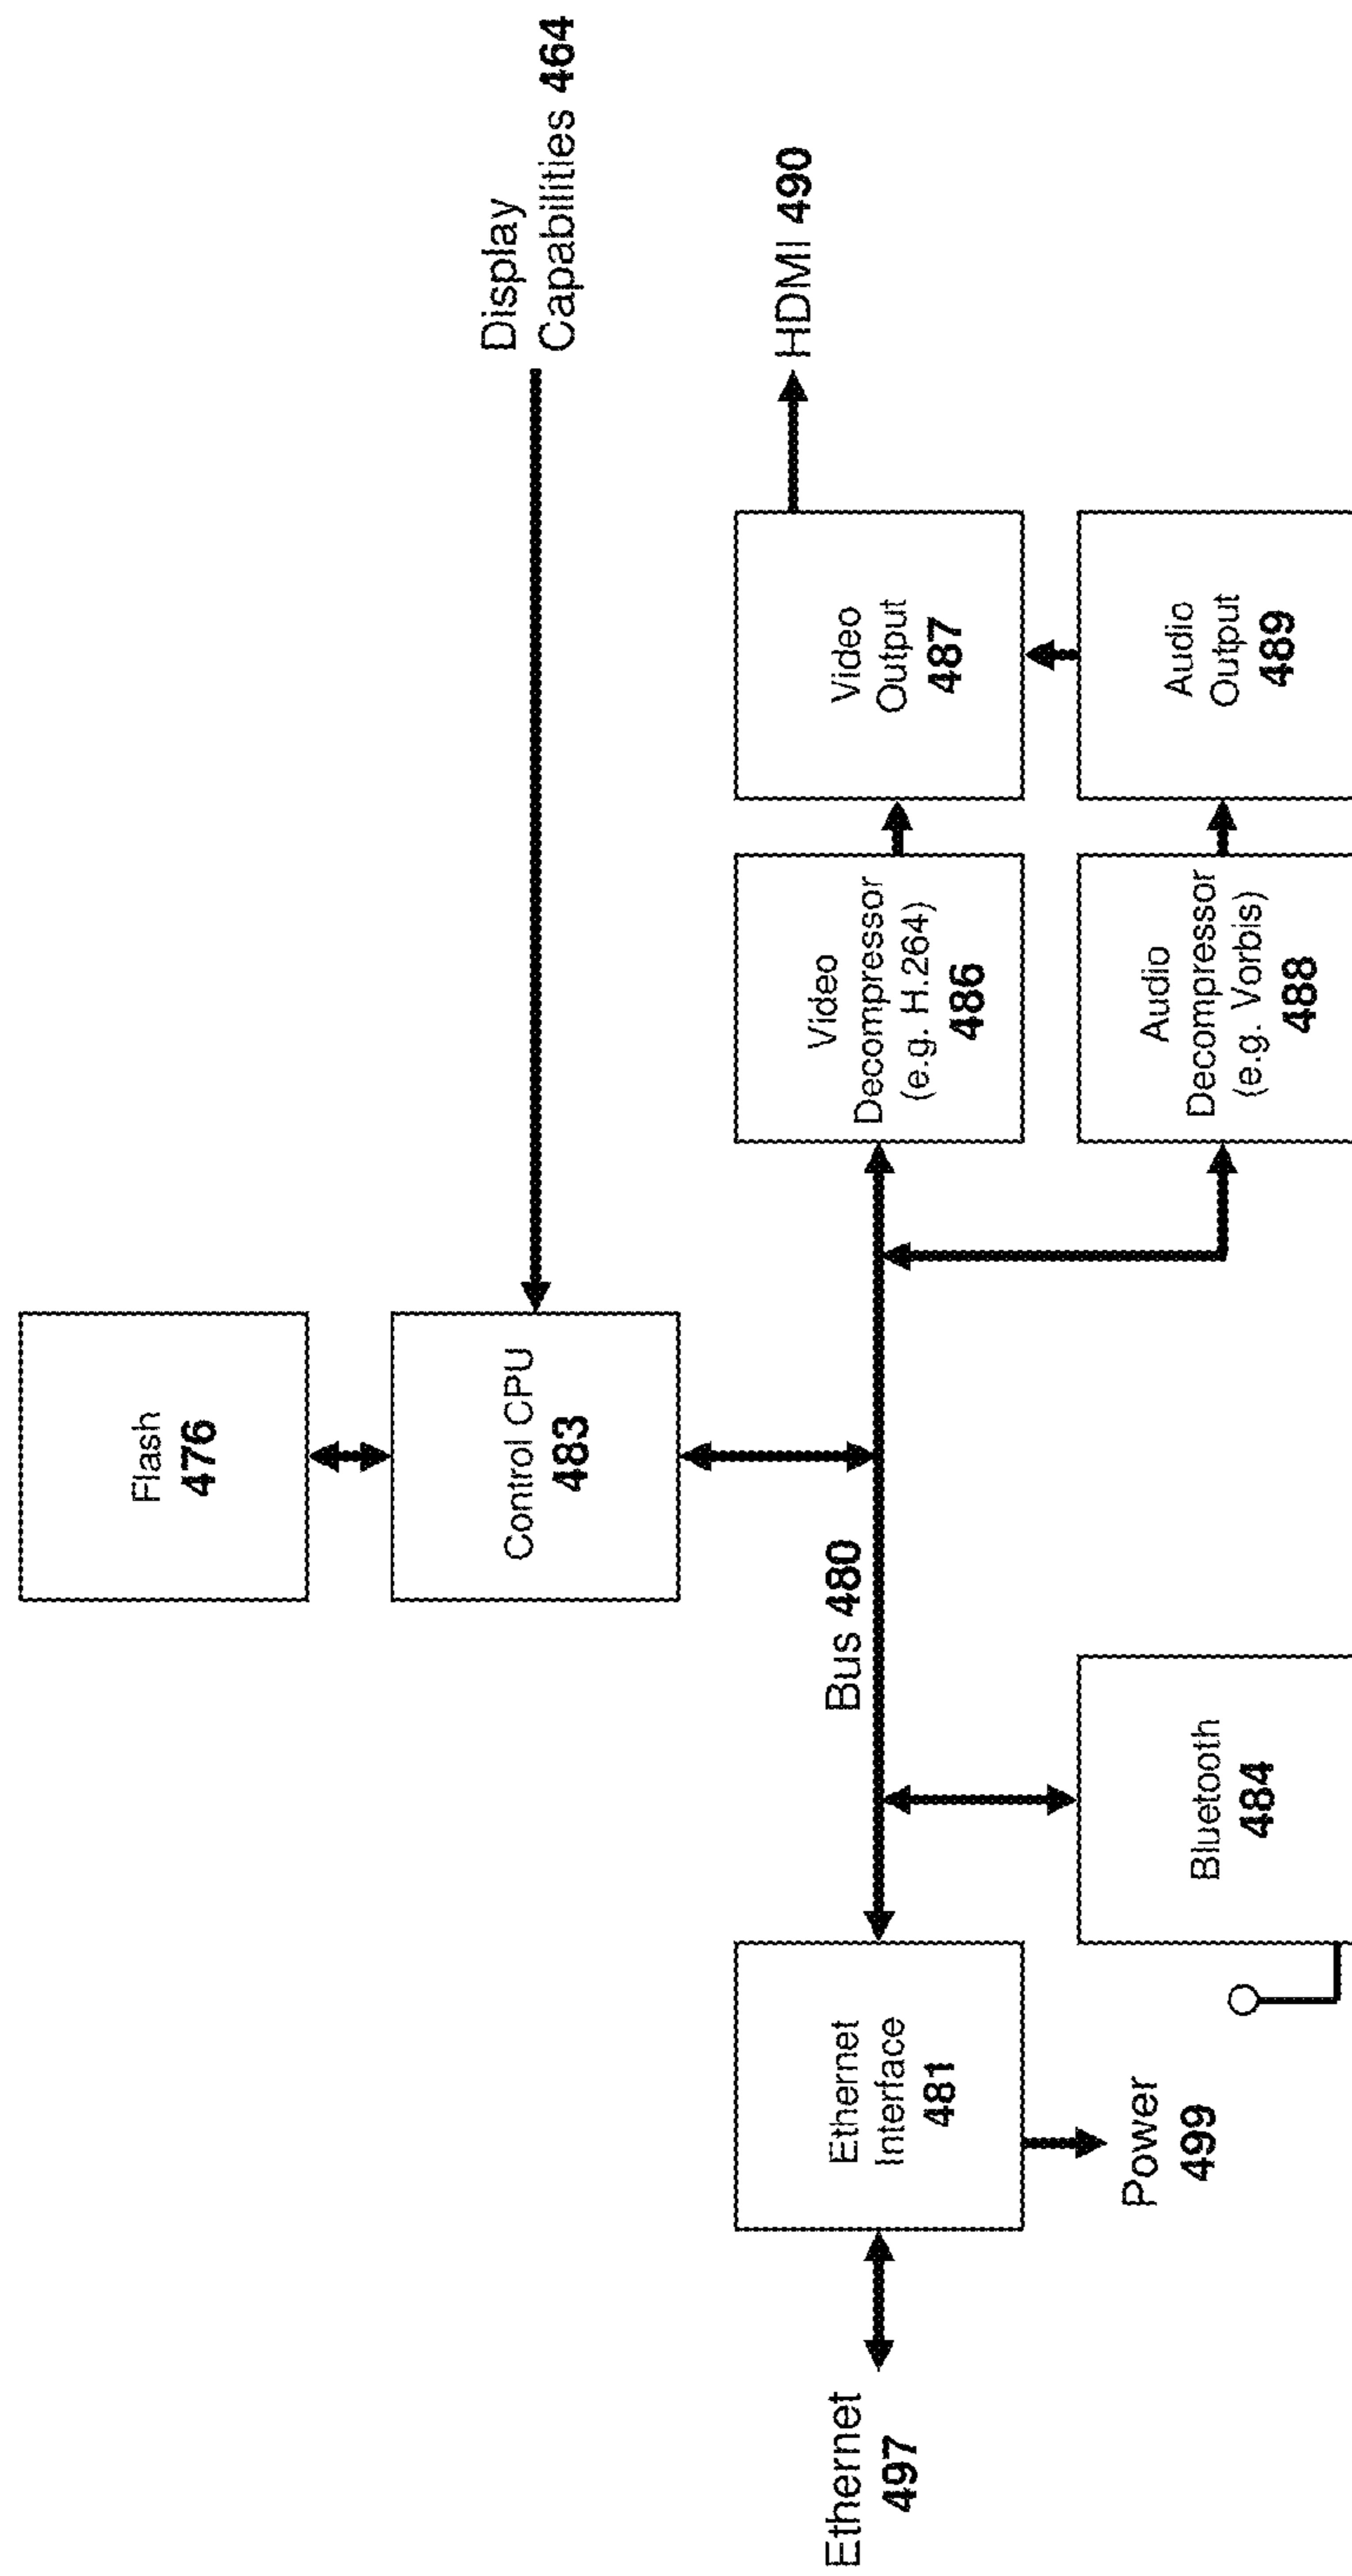 Flash
476
Display
Capabilities 464
Control CPU
483
Bus 480
HDMI 490
Ethernet
497
Ethernet
Interface
481
Video
Decompressor
(e.g. H.264)
486
Video
Output
487
Power
499
Bluetooth
484
Audio
Decompressor
(e.g. Vorbis)
488
Audio
Output
489